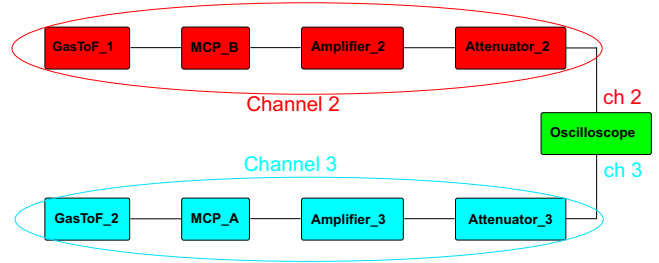 GasToF_1 MCP_B Amplifier_2 Attenuator_2
Channel 2
ch 2
Oscilloscope
Channel 3
ch 3
GasToF_2 MCP_A Amplifier_3 Attenuator_3